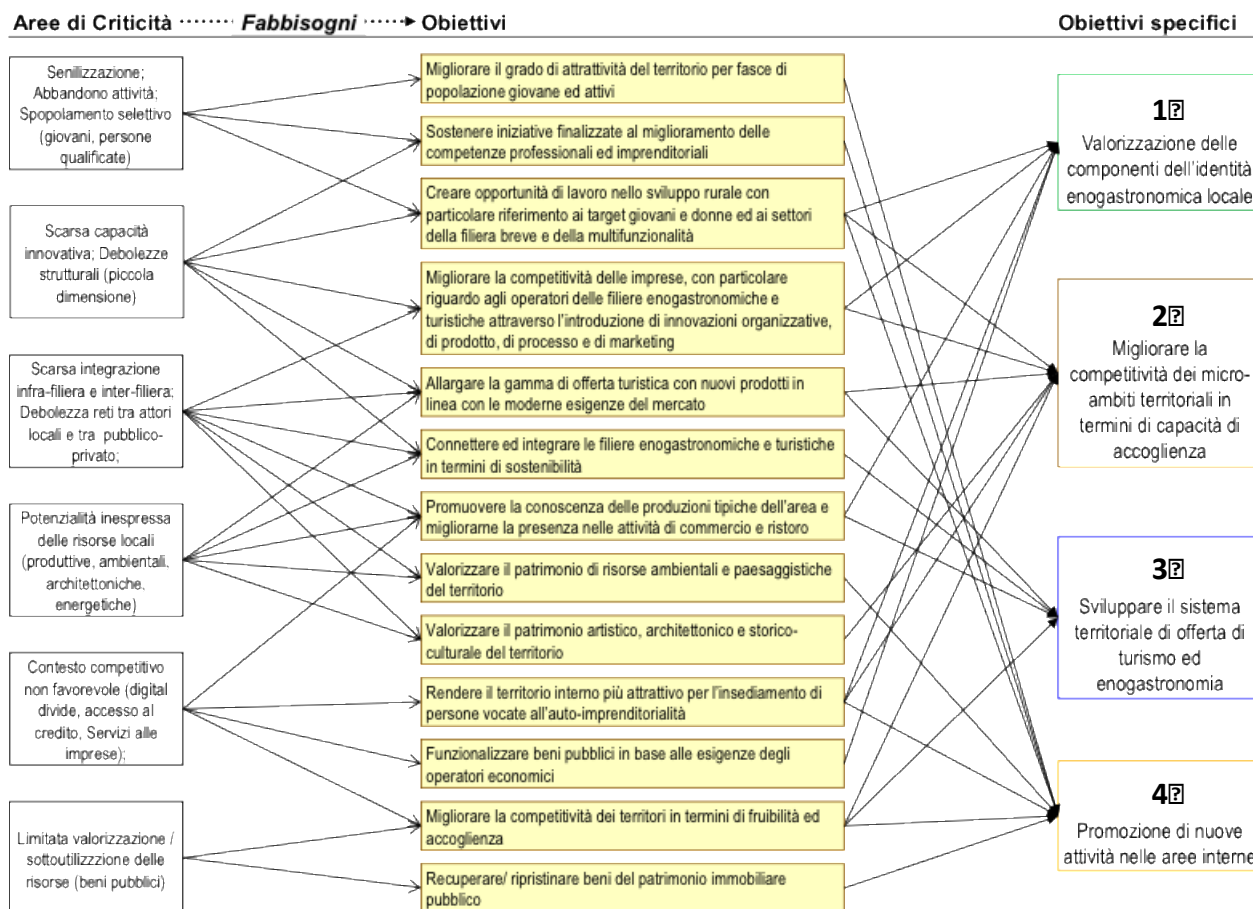 Aree di Criticità ········ Fabbisogni ········ Obiettivi
Obiettivi specifici
Senilizzazione;
Abbandono attività;
Spopolamento selettivo
(giovani, persone
qualificate)
Scarsa capacità
innovativa; Debolezze
strutturali (piccola
dimensione)
Scarsa integrazione
infra-filiera e inter-filiera;
Debolezza reti tra attori
locali e tra pubblico-
privato;
Potenzialità inespressa
delle risorse locali
(produttive, ambientali,
architettoniche,
energetiche)
Contesto competitivo
non favorevole (digital
divide, accesso al
credito, Servizi alle
imprese);
Limitata valorizzazione /
sottoutilizzzione delle
risorse (beni pubblici)
Migliorare il grado di attrattività del territorio per fasce di
popolazione giovane ed attivi
Sostenere iniziative finalizzate al miglioramento delle
competenze professionali ed imprenditoriali
Creare opportunità di lavoro nello sviluppo rurale con
particolare riferimento ai target giovani e donne ed ai settori
della filiera breve e della multifunzionalità
Migliorare la competitività delle imprese, con particolare
riguardo agli operatori delle filiere enogastronomiche e
turistiche attraverso l'introduzione di innovazioni organizzative,
di prodotto, di processo e di marketing
Allargare la gamma di offerta turistica con nuovi prodotti in
linea con le moderne esigenze del mercato
Connettere ed integrare le filiere enogastronomiche e turistiche
in termini di sostenibilità
Promuovere la conoscenza delle produzioni tipiche dell'area e
migliorarne la presenza nelle attività di commercio e ristoro
Valorizzare il patrimonio di risorse ambientali e paesaggistiche
del territorio
Valorizzare il patrimonio artistico, architettonico e storico-
culturale del territorio
Rendere il territorio interno più attrattivo per l'insediamento di
persone vocate all'auto-imprenditorialità
Funzionalizzare beni pubblici in base alle esigenze degli
operatori economici
Migliorare la competitività dei territori in termini di fruibilità ed
accoglienza
Recuperare/ ripristinare beni del patrimonio immobiliare
pubblico
1⍰
Valorizzazione delle
componenti dell'identità
enogastronomica locale
2⍰
Migliorare la
competitività dei micro-
ambiti territoriali in
termini di capacità di
accoglienza
3⍰
Sviluppare il sistema
territoriale di offerta di
turismo ed
enogastronomia
4⍰
Promozione di nuove
attività nelle aree interne